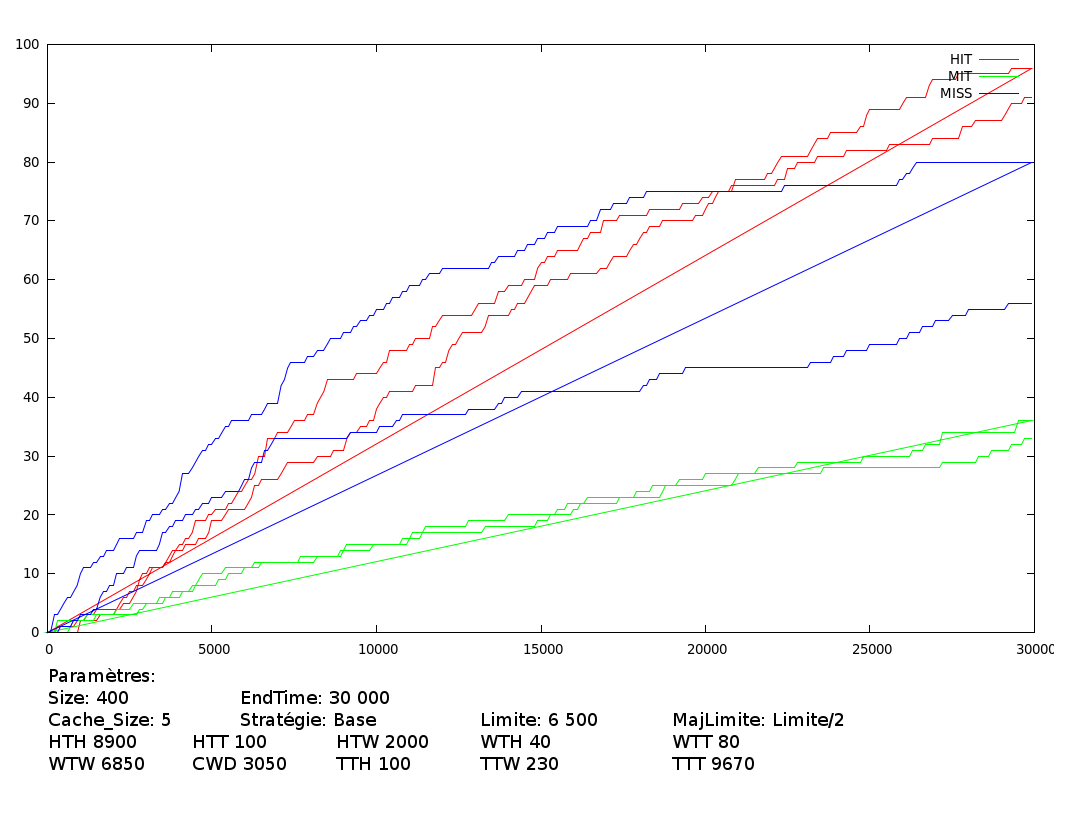 100
90
80
70
60
50
40
30
20
10
0
HIT
MIT
MISS
0 5000 10000 15000 20000 25000 30000
Paramètres:
Size: 400 EndTime: 30 000
Cache_Size: 5 Stratégie: Base Limite: 6 500 MajLimite: Limite/2
HTH 8900 HTT 100 HTW 2000 WTH 40 WTT 80
WTW 6850 CWD 3050 TTH 100 TTW 230 TTT 9670